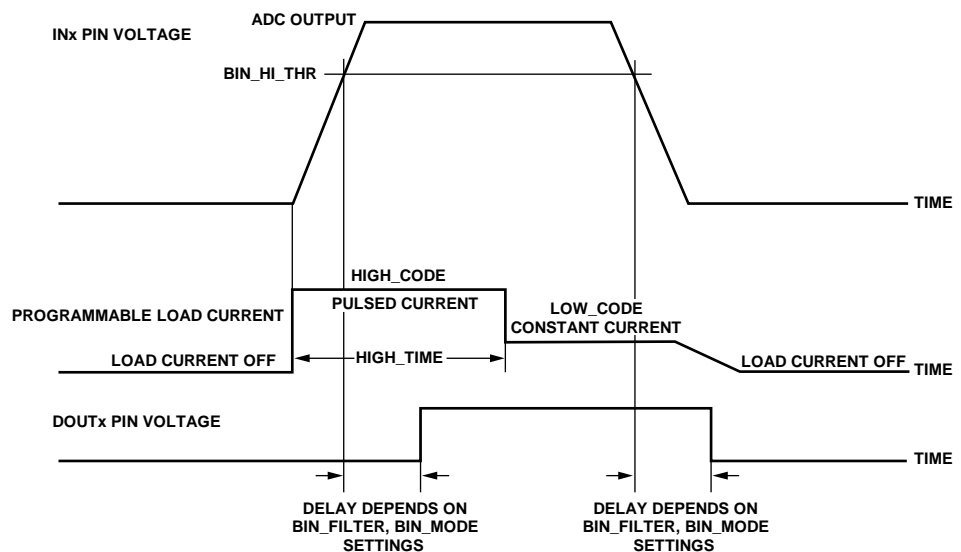 ADC OUTPUT
INx PIN VOLTAGE
BIN_HI_THR
TIME
HIGH_CODE
PULSED CURRENT
LOW_CODE
CONSTANT CURRENT
PROGRAMMABLE LOAD CURRENT
HIGH_TIME
LOAD CURRENT OFF
LOAD CURRENT OFF
TIME
DOUTx PIN VOLTAGE
TIME
DELAY DEPENDS ON
BIN_FILTER, BIN_MODE
SETTINGS
DELAY DEPENDS ON
BIN_FILTER, BIN_MODE
SETTINGS